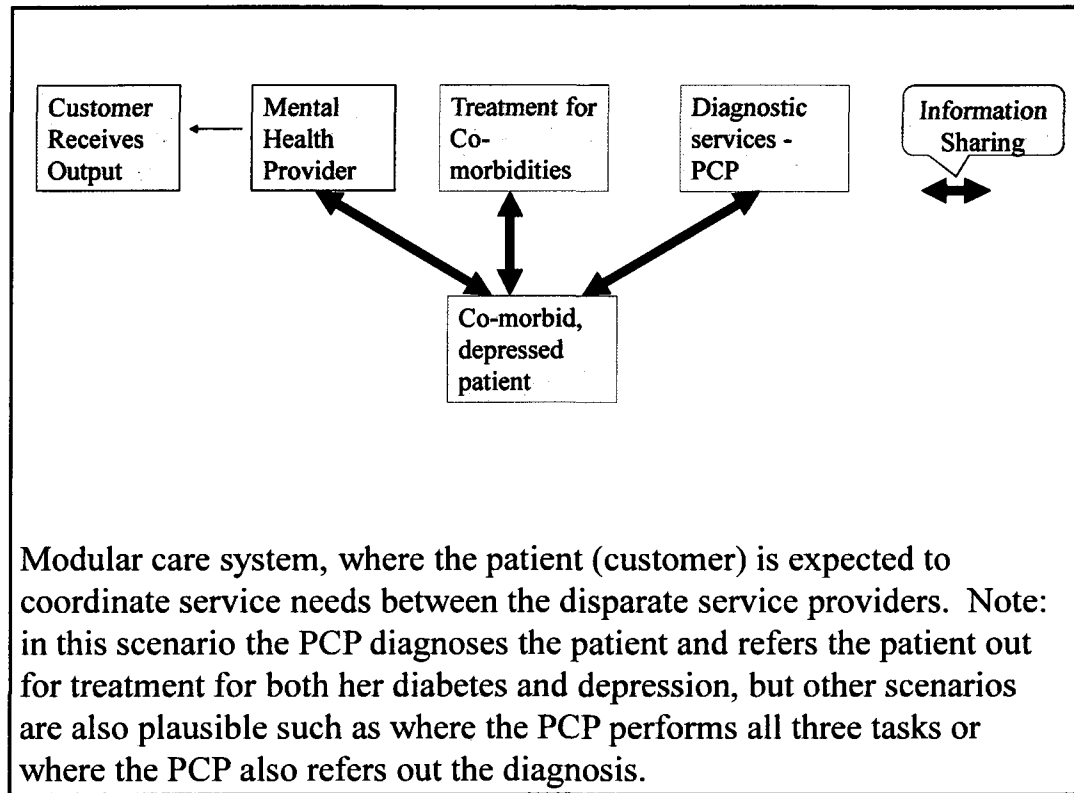 Customer
Receives
Output
Mental
Health
Provider
Treatment for
Co-
morbidities
Diagnostic
services -
PCP
Information
Sharing
Co-morbid,
depressed
patient
Modular care system, where the patient (customer) is expected to
coordinate service needs between the disparate service providers. Note:
in this scenario the PCP diagnoses the patient and refers the patient out
for treatment for both her diabetes and depression, but other scenarios
are also plausible such as where the PCP performs all three tasks or
where the PCP also refers out the diagnosis.